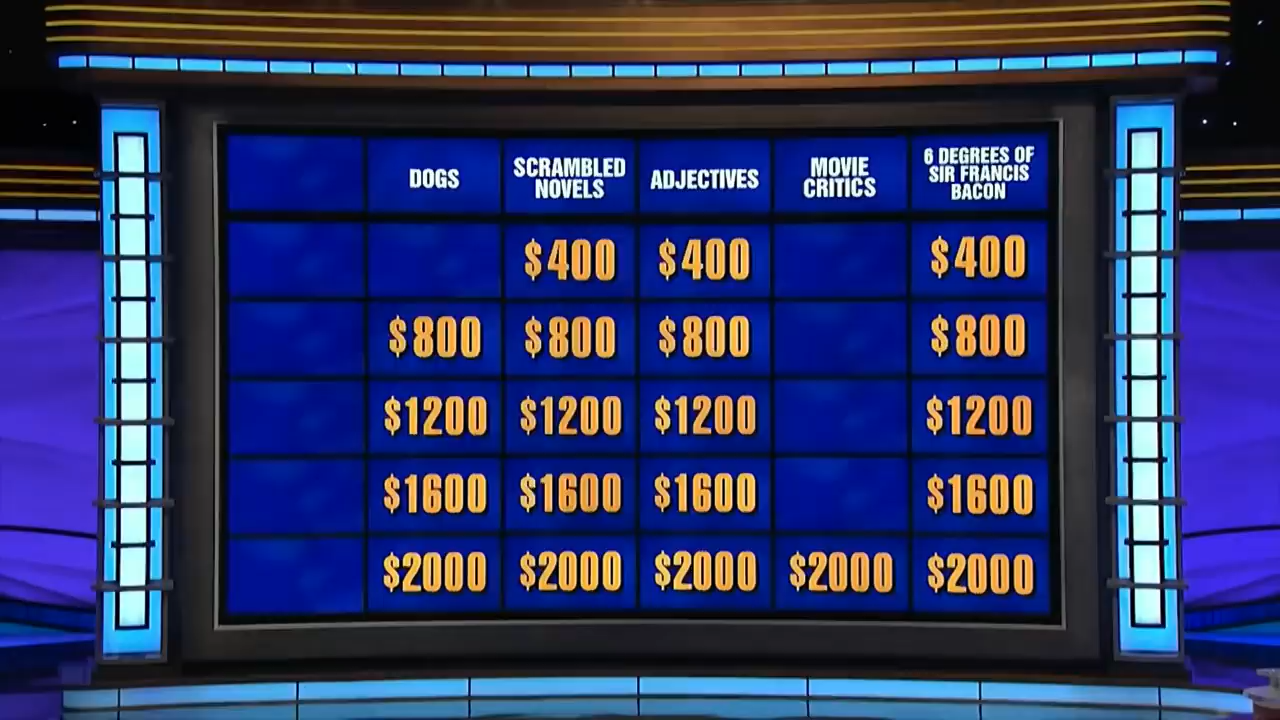 DOGS
SCRAMBLED
NOVELS
ADJECTIVES
MOVIE
CRITICS
6 DEGREES OF
SIR FRANCIS
BACON
$400 $400 $400
$800 $800 $800 $800
$1200 $1200 $1200 $1200
$1600 $1600 $1600 $1600
$2000 $2000 $2000 $2000 $2000